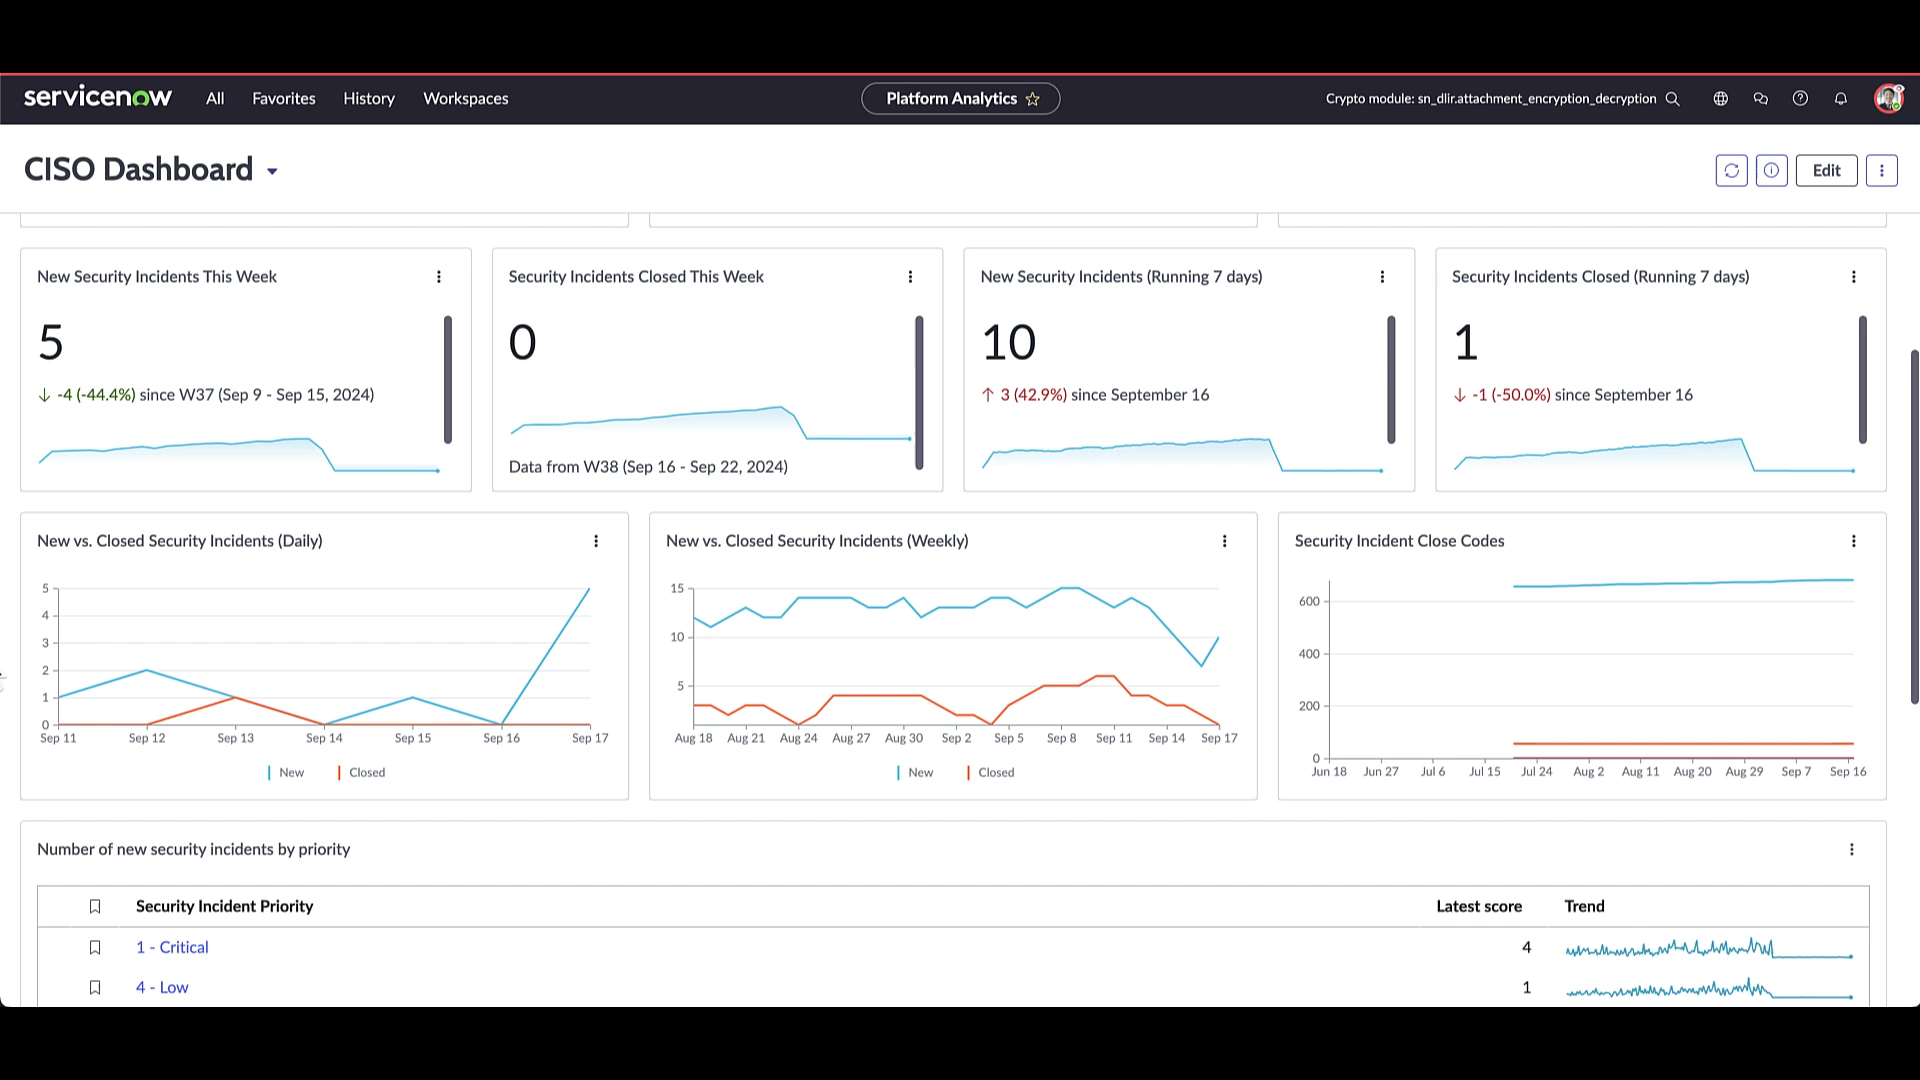 servicenow All Favorites History Workspaces Platform Analytics Crypto module: sn_dlir.attachment_encryption_decryption
CISO Dashboard Edit
New Security Incidents This Week
5
-4 (-44.4%) since W37 (Sep 9 - Sep 15, 2024)
Security Incidents Closed This Week
0
Data from W38 (Sep 16 - Sep 22, 2024)
New Security Incidents (Running 7 days)
10
3 (42.9%) since September 16
Security Incidents Closed (Running 7 days)
1
-1 (-50.0%) since September 16
New vs. Closed Security Incidents (Daily)
5
4
3
2
1
0
Sep 11 Sep 12 Sep 13 Sep 14 Sep 15 Sep 16 Sep 17
New Closed
New vs. Closed Security Incidents (Weekly)
15
10
5
Aug 18 Aug 21 Aug 24 Aug 27 Aug 30 Sep 2 Sep 5 Sep 8 Sep 11 Sep 14 Sep 17
New Closed
Security Incident Close Codes
600
400
200
0
Jun 18 Jun 27 Jul 6 Jul 15 Jul 24 Aug 2 Aug 11 Aug 20 Aug 29 Sep 7 Sep 16
Number of new security incidents by priority
Security Incident Priority Latest score Trend
1 - Critical 4
4 - Low 1